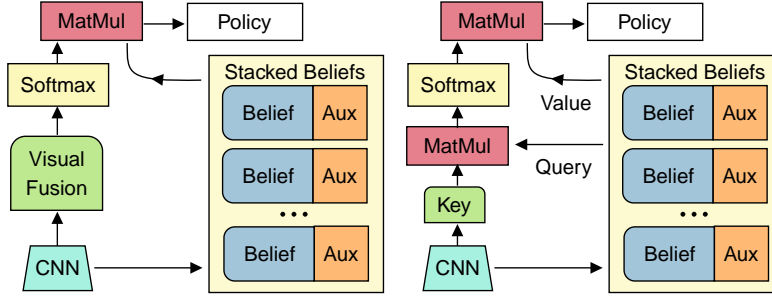 MatMul
Policy
Softmax
Stacked Beliefs
Belief Aux
Visual
Fusion
Belief Aux
...
CNN
Belief Aux
MatMul
Policy
Softmax
Stacked Beliefs
Value
Belief Aux
MatMul
Query
Belief Aux
Key
...
CNN
Belief Aux